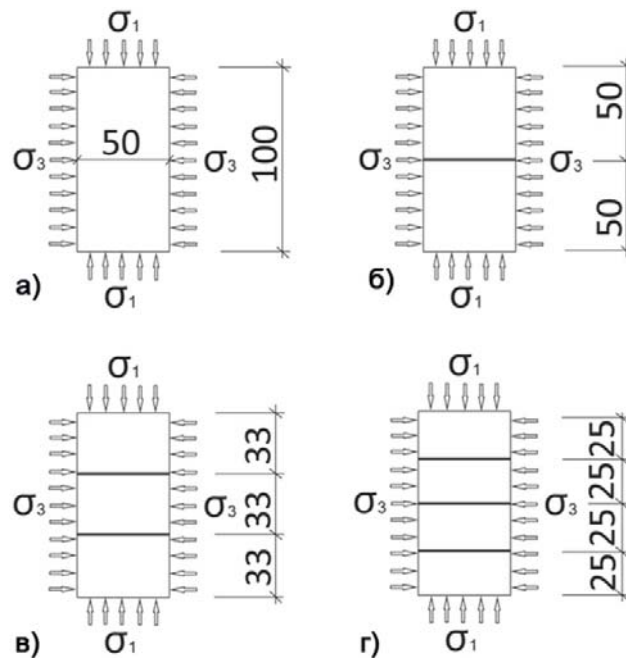 σ₁
σ₃ 50 σ₃ 100
а) σ₁
σ₁
σ₃ σ₃ 50
50
б) σ₁
σ₁
σ₃ σ₃ 33
33
33
в) σ₁
σ₁
σ₃ σ₃ 25
25
25
25
г) σ₁